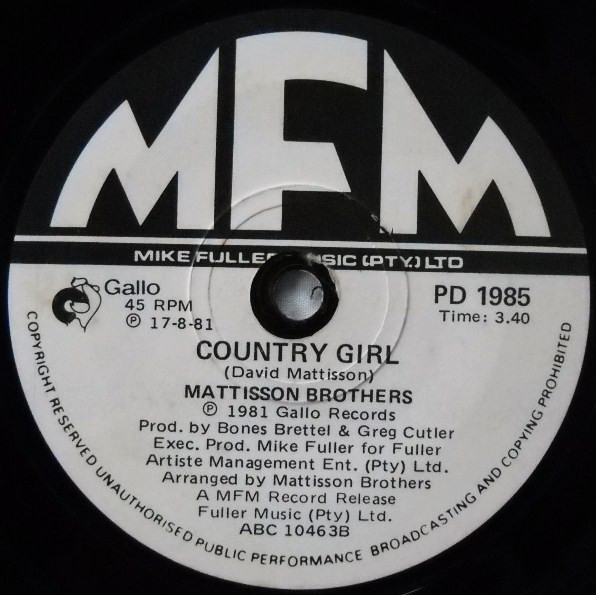 MFM
MIKE FULLER MUSIC (PTY.) LTD
Gallo
45 RPM
℗ 17-8-81
PD 1985
Time: 3.40
COUNTRY GIRL
(David Mattisson)
MATTISSON BROTHERS
℗ 1981 Gallo Records
Prod. by Bones Brettel & Greg Cutler
Exec. Prod. Mike Fuller for Fuller
Artiste Management Ent. (Pty) Ltd.
Arranged by Mattisson Brothers
A MFM Record Release
Fuller Music (Pty) Ltd.
ABC 10463B
COPYRIGHT RESERVED UNAUTHORISED PUBLIC PERFORMANCE BROADCASTING AND COPYING PROHIBITED